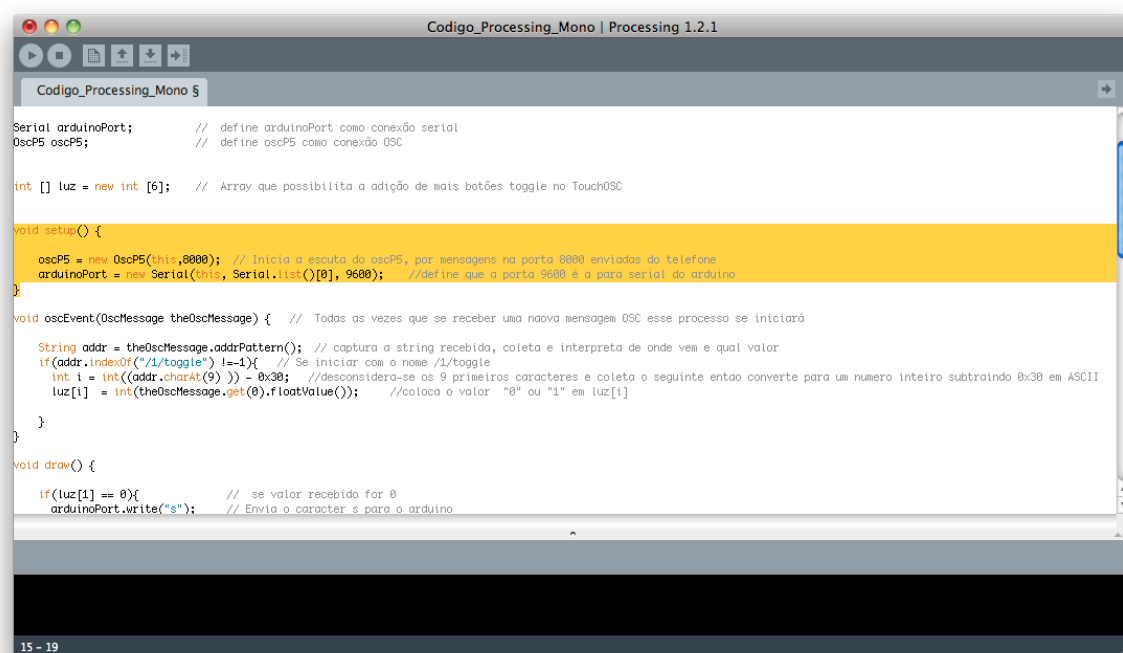 Codigo_Processing_Mono | Processing 1.2.1
Codigo_Processing_Mono §
Serial arduinoPort;          //  define arduinoPort como conexão serial
OscP5 oscP5;                 //  define oscP5 como conexão OSC
int [] luz = new int [6];    //  Array que possibilita a adição de mais botões toggle no TouchOSC
void setup() {
oscP5 = new OscP5(this,8000);  // Inicia a escuta do oscP5, por mensagens na porta 8000 enviadas do telefone
arduinoPort = new Serial(this, Serial.list()[0], 9600);    //define que a porta 9600 é a para serial do arduino
}
void oscEvent(OscMessage theOscMessage) {   //  Todas as vezes que se receber uma naova mensagem OSC esse processo se iniciará
String addr = theOscMessage.addrPattern();  // captura a string recebida, coleta e interpreta de onde vem e qual valor
if(addr.indexOf("/1/toggle") !=-1){   // Se iniciar com o nome /1/toggle
int i = int((addr.charAt(9) )) - 0x30;   //desconsidera-se os 9 primeiros caracteres e coleta o seguinte entao converte para um numero inteiro subtraindo 0x30 em ASCII
luz[i]  = int(theOscMessage.get(0).floatValue());     //coloca o valor  "0" ou "1" em luz[i]
}
}
void draw() {
if(luz[1] == 0){              //  se valor recebido for 0
arduinoPort.write("s");    // Envia o caracter s para o arduino
15 - 19